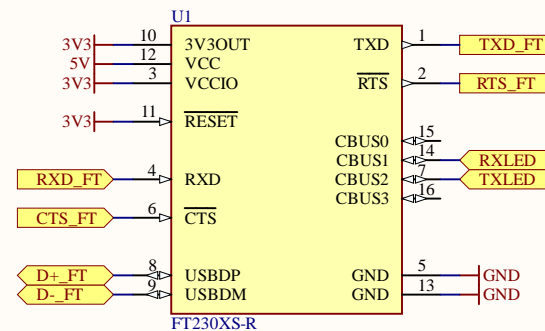 U1
3V3 10 3V3OUT TXD 1 TXD_FT
5V 12 VCC
3V3 3 VCCIO RTS 2 RTS_FT
3V3 11 RESET
CBUS0 15
CBUS1 14 RXLED
RXD_FT 4 RXD CBUS2 7 TXLED
CBUS3 16
CTS_FT 6 CTS
D+_FT 8 USBDP GND 5 GND
D-_FT 9 USBDM GND 13 GND
FT230XS-R